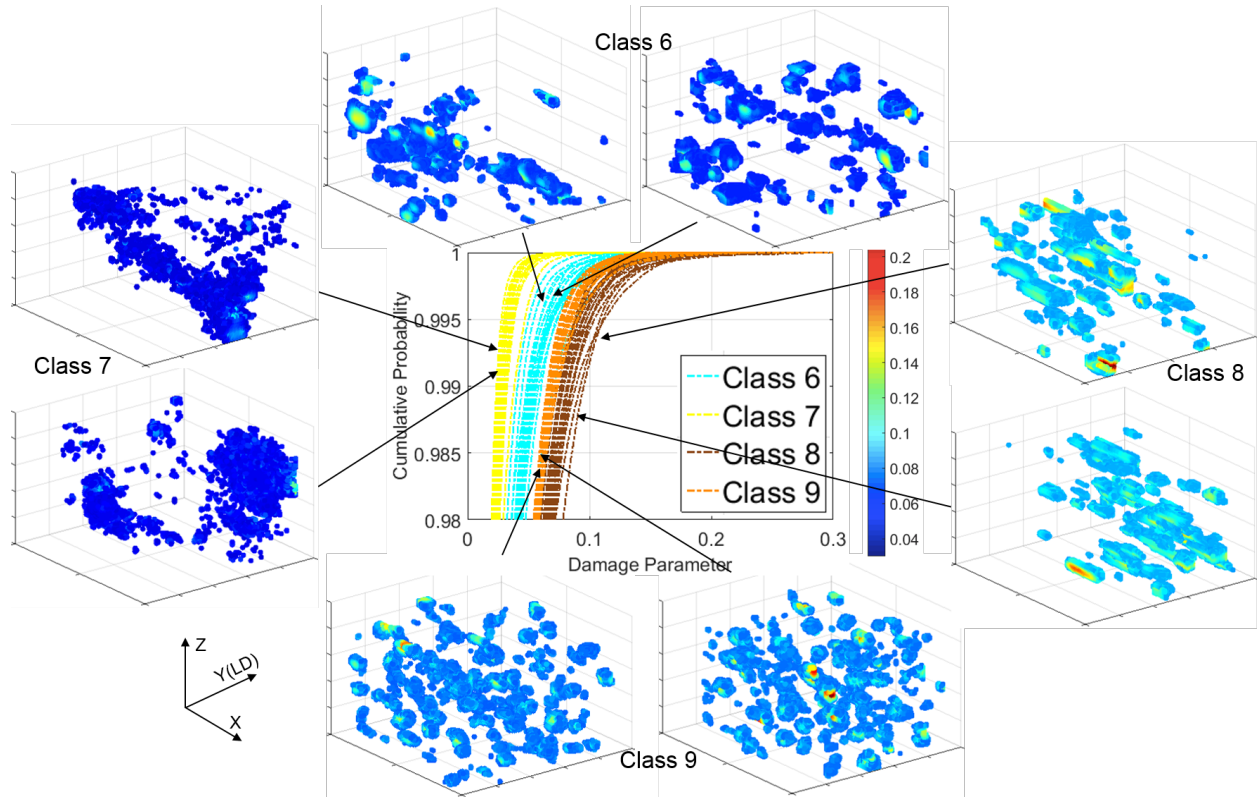 Class 6
Class 7
Class 8
Class 9
Cumulative Probability
1
0.995
0.99
0.985
0.98
0
0.1
0.2
0.3
Damage Parameter
Class 6
Class 7
Class 8
Class 9
0.2
0.18
0.16
0.14
0.12
0.1
0.08
0.06
0.04
Z
Y(LD)
X